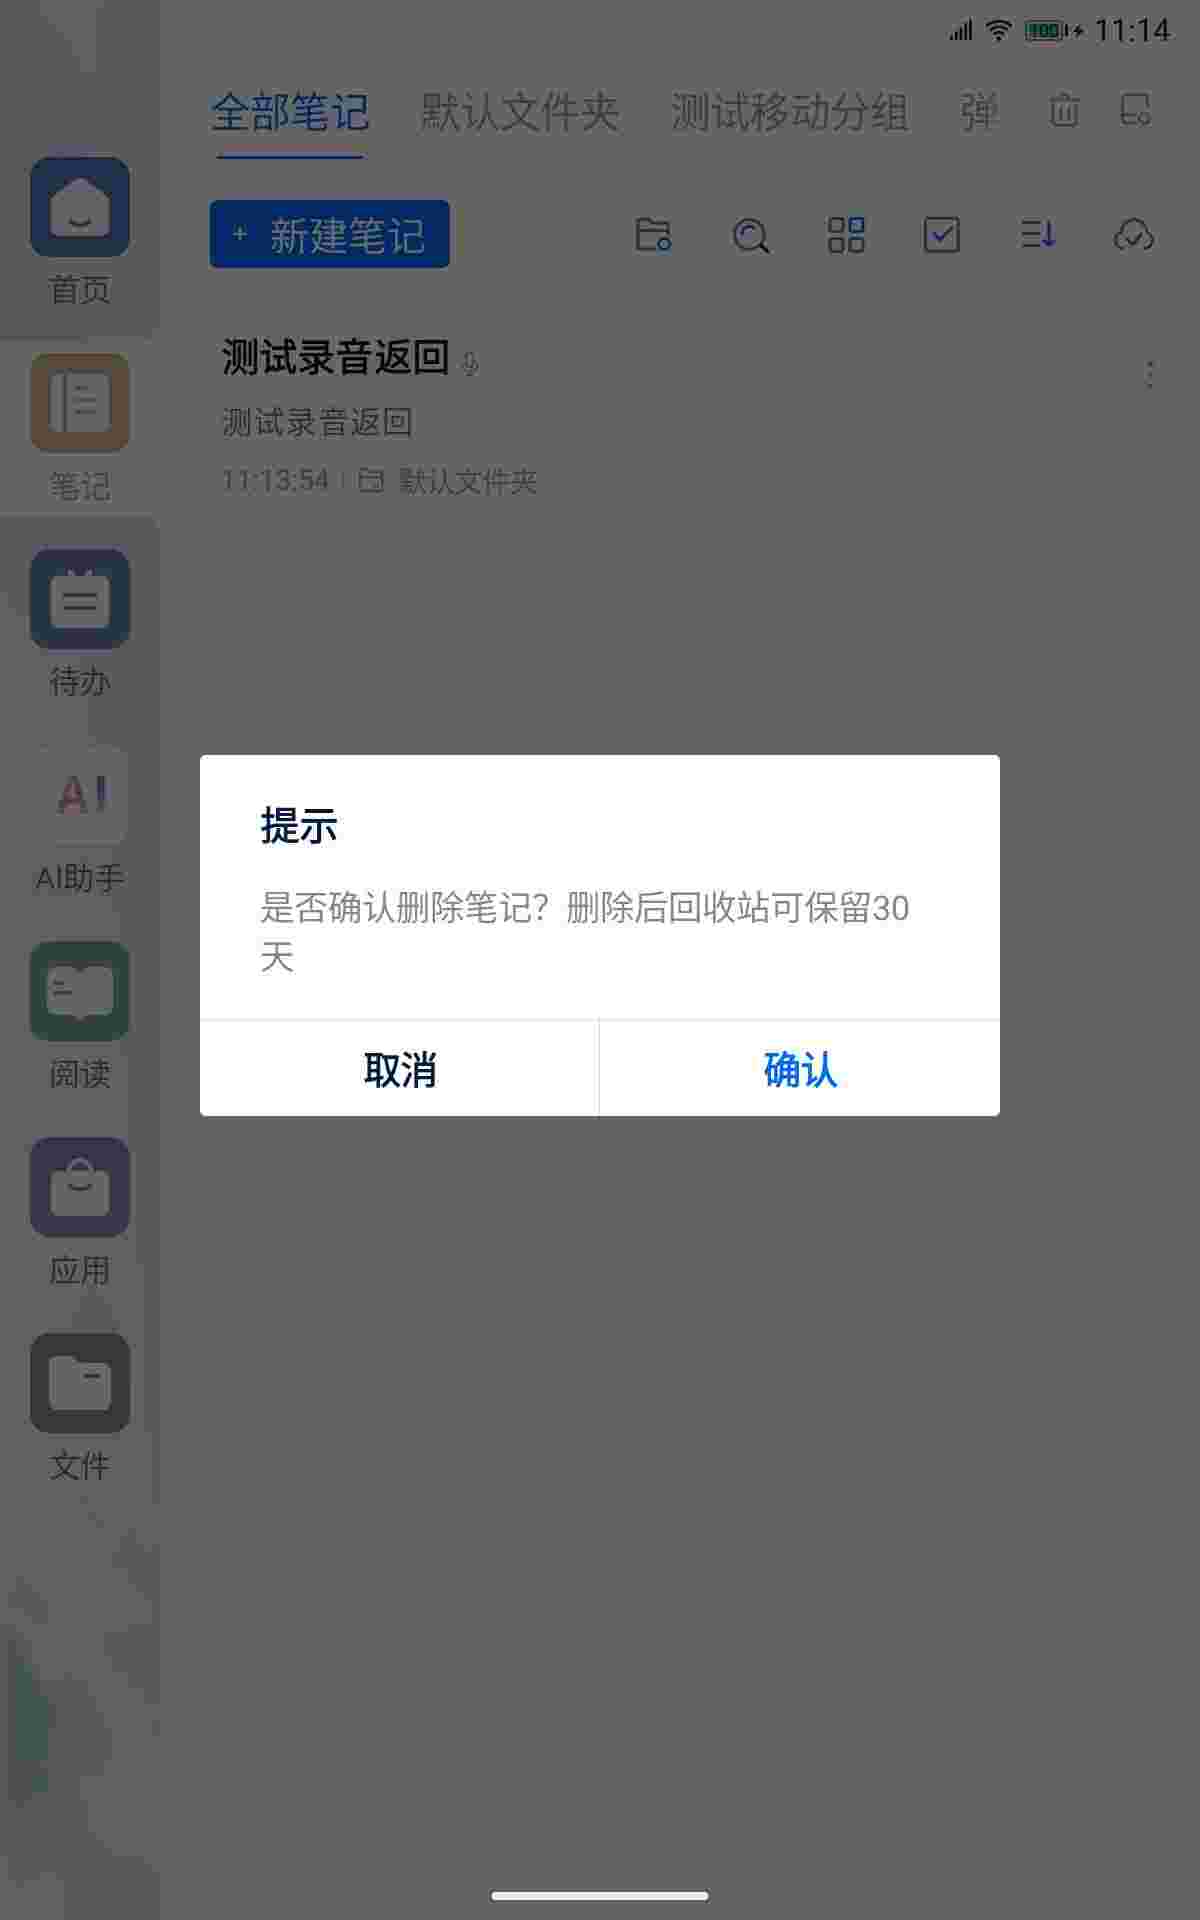 100 11:14
全部笔记 默认文件夹 测试移动分组 弹
+ 新建笔记
首页
测试录音返回
测试录音返回
11:13:54 默认文件夹
笔记
待办
AI
AI助手
提示
是否确认删除笔记？删除后回收站可保留30
天
取消 确认
阅读
应用
文件